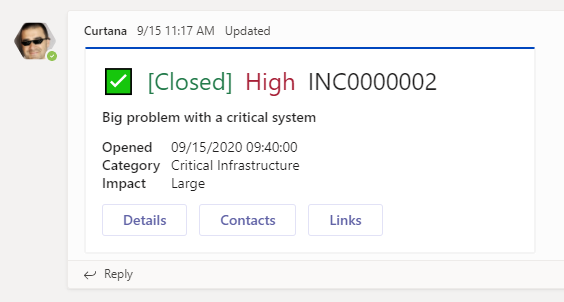 Curtana 9/15 11:17 AM Updated
[Closed] High INC0000002
Big problem with a critical system
Opened 09/15/2020 09:40:00
Category Critical Infrastructure
Impact Large
Details Contacts Links
Reply